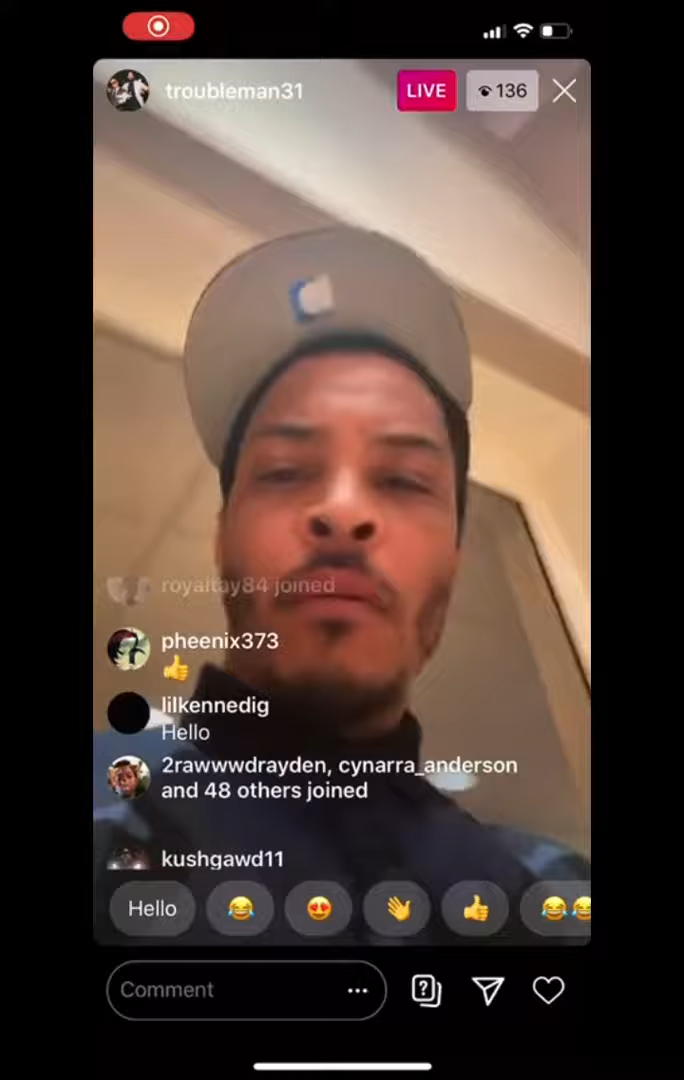 troubleman31
LIVE
136
royaltay84 joined
pheenix373
👍
lilkennedig
Hello
2rawwwdrayden, cynarra_anderson
and 48 others joined
kushgawd11
Hello 😂 😍 👋 👍 😂😂
Comment